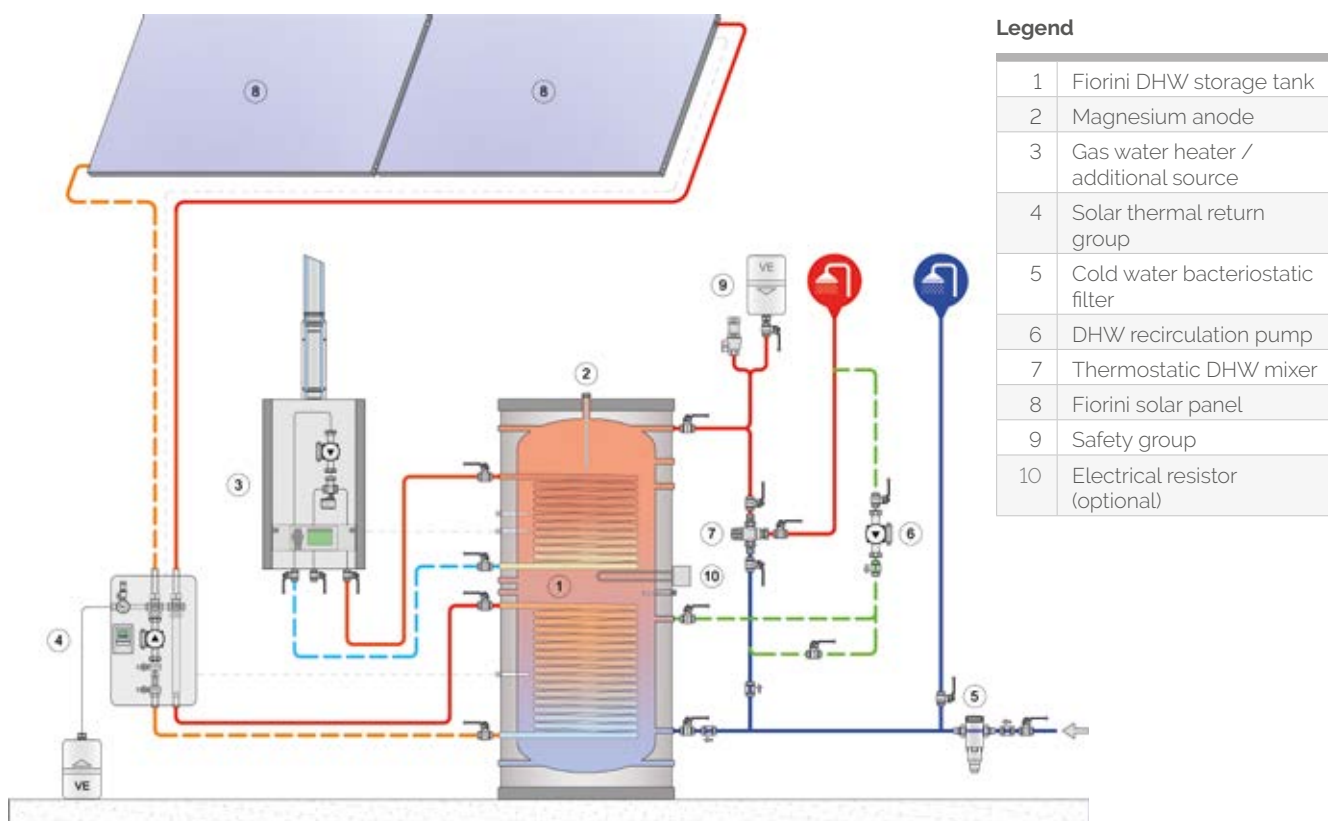 8
8
Legend
1 Fiorini DHW storage tank
2 Magnesium anode
3 Gas water heater /
additional source
4 Solar thermal return
group
5 Cold water bacteriostatic
filter
6 DHW recirculation pump
7 Thermostatic DHW mixer
8 Fiorini solar panel
9 Safety group
10 Electrical resistor
(optional)
9
VE
2
3
7
6
10
1
4
5
VE